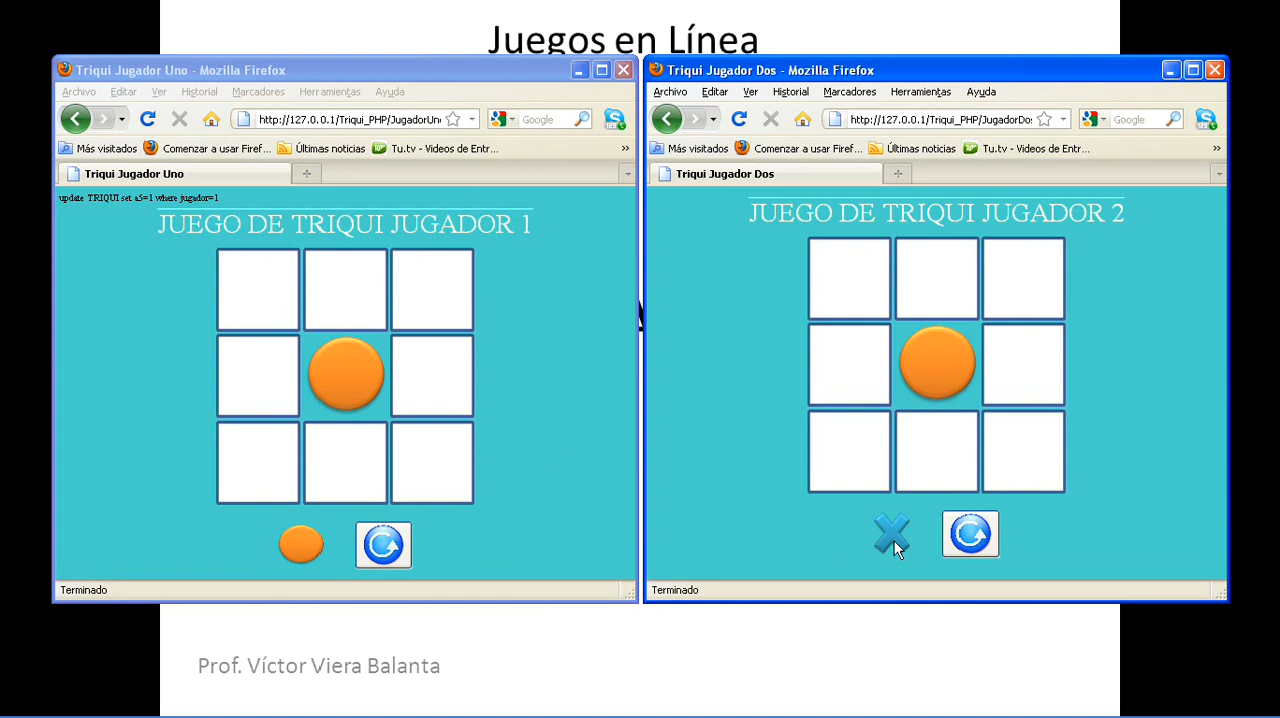 Juegos en Línea
Triqui Jugador Uno - Mozilla Firefox
Archivo Editar Ver Historial Marcadores Herramientas Ayuda
http://127.0.0.1/Triqui_PHP/JugadorUn
Google
Más visitados Comenzar a usar Firef... Últimas noticias Tu.tv - Videos de Entr... »
Triqui Jugador Uno
update TRIQUI set a5=1 where jugador=1
JUEGO DE TRIQUI JUGADOR 1
Terminado
Triqui Jugador Dos - Mozilla Firefox
Archivo Editar Ver Historial Marcadores Herramientas Ayuda
http://127.0.0.1/Triqui_PHP/JugadorDo
Google
Más visitados Comenzar a usar Firef... Últimas noticias Tu.tv - Videos de Entr... »
Triqui Jugador Dos
JUEGO DE TRIQUI JUGADOR 2
Terminado
Prof. Víctor Viera Balanta